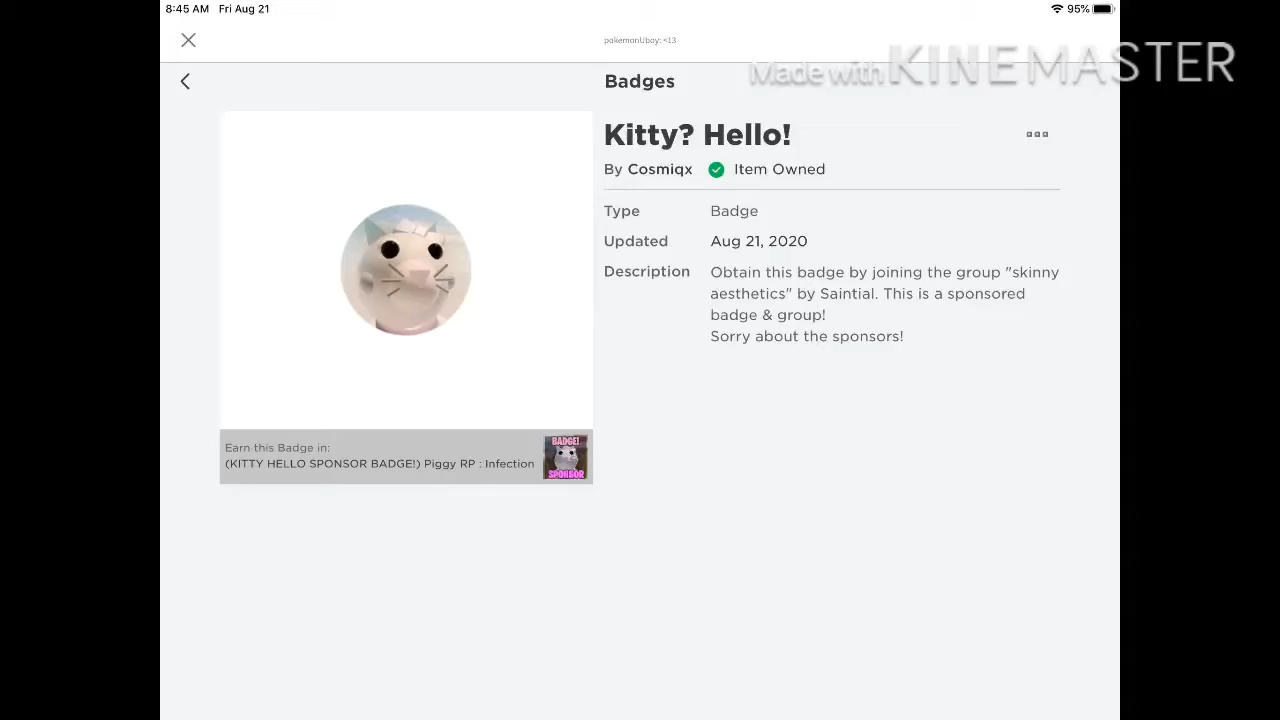 8:45 AM Fri Aug 21
95%
pokemonUboy: <13
Made with KINEMASTER
Badges
Kitty? Hello!
By Cosmiqx Item Owned
Type Badge
Updated Aug 21, 2020
Description Obtain this badge by joining the group "skinny
aesthetics" by Saintial. This is a sponsored
badge & group!
Sorry about the sponsors!
Earn this Badge in:
(KITTY HELLO SPONSOR BADGE!) Piggy RP : Infection
BADGE!
SPONSOR